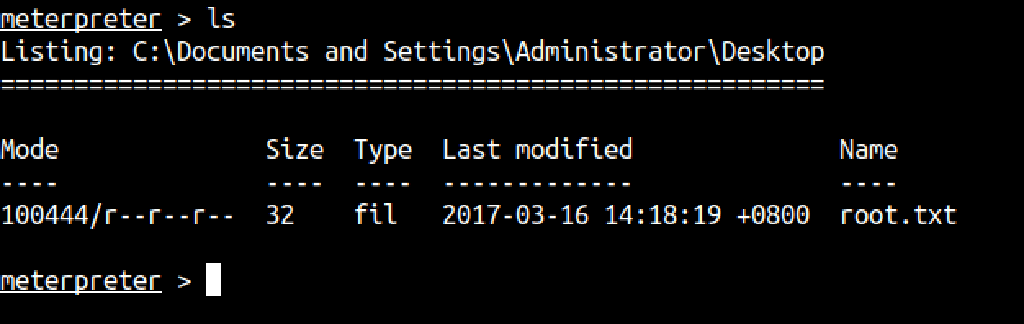 meterpreter > ls
Listing: C:\Documents and Settings\Administrator\Desktop
========================================================
Mode              Size  Type  Last modified              Name
----              ----  ----  -------------              ----
100444/r--r--r--  32    fil   2017-03-16 14:18:19 +0800  root.txt
meterpreter >